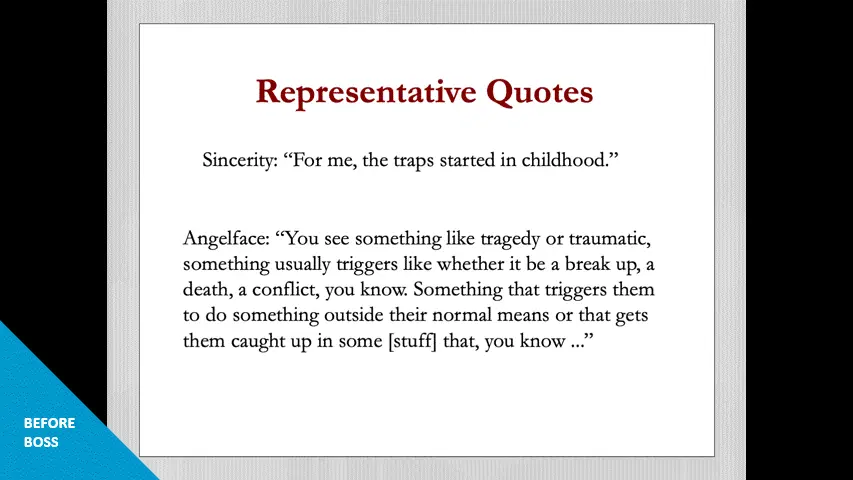 Representative Quotes
Sincerity: “For me, the traps started in childhood.”
Angelface: “You see something like tragedy or traumatic,
something usually triggers like whether it be a break up, a
death, a conflict, you know. Something that triggers them
to do something outside their normal means or that gets
them caught up in some [stuff] that, you know ...”
BEFORE
BOSS